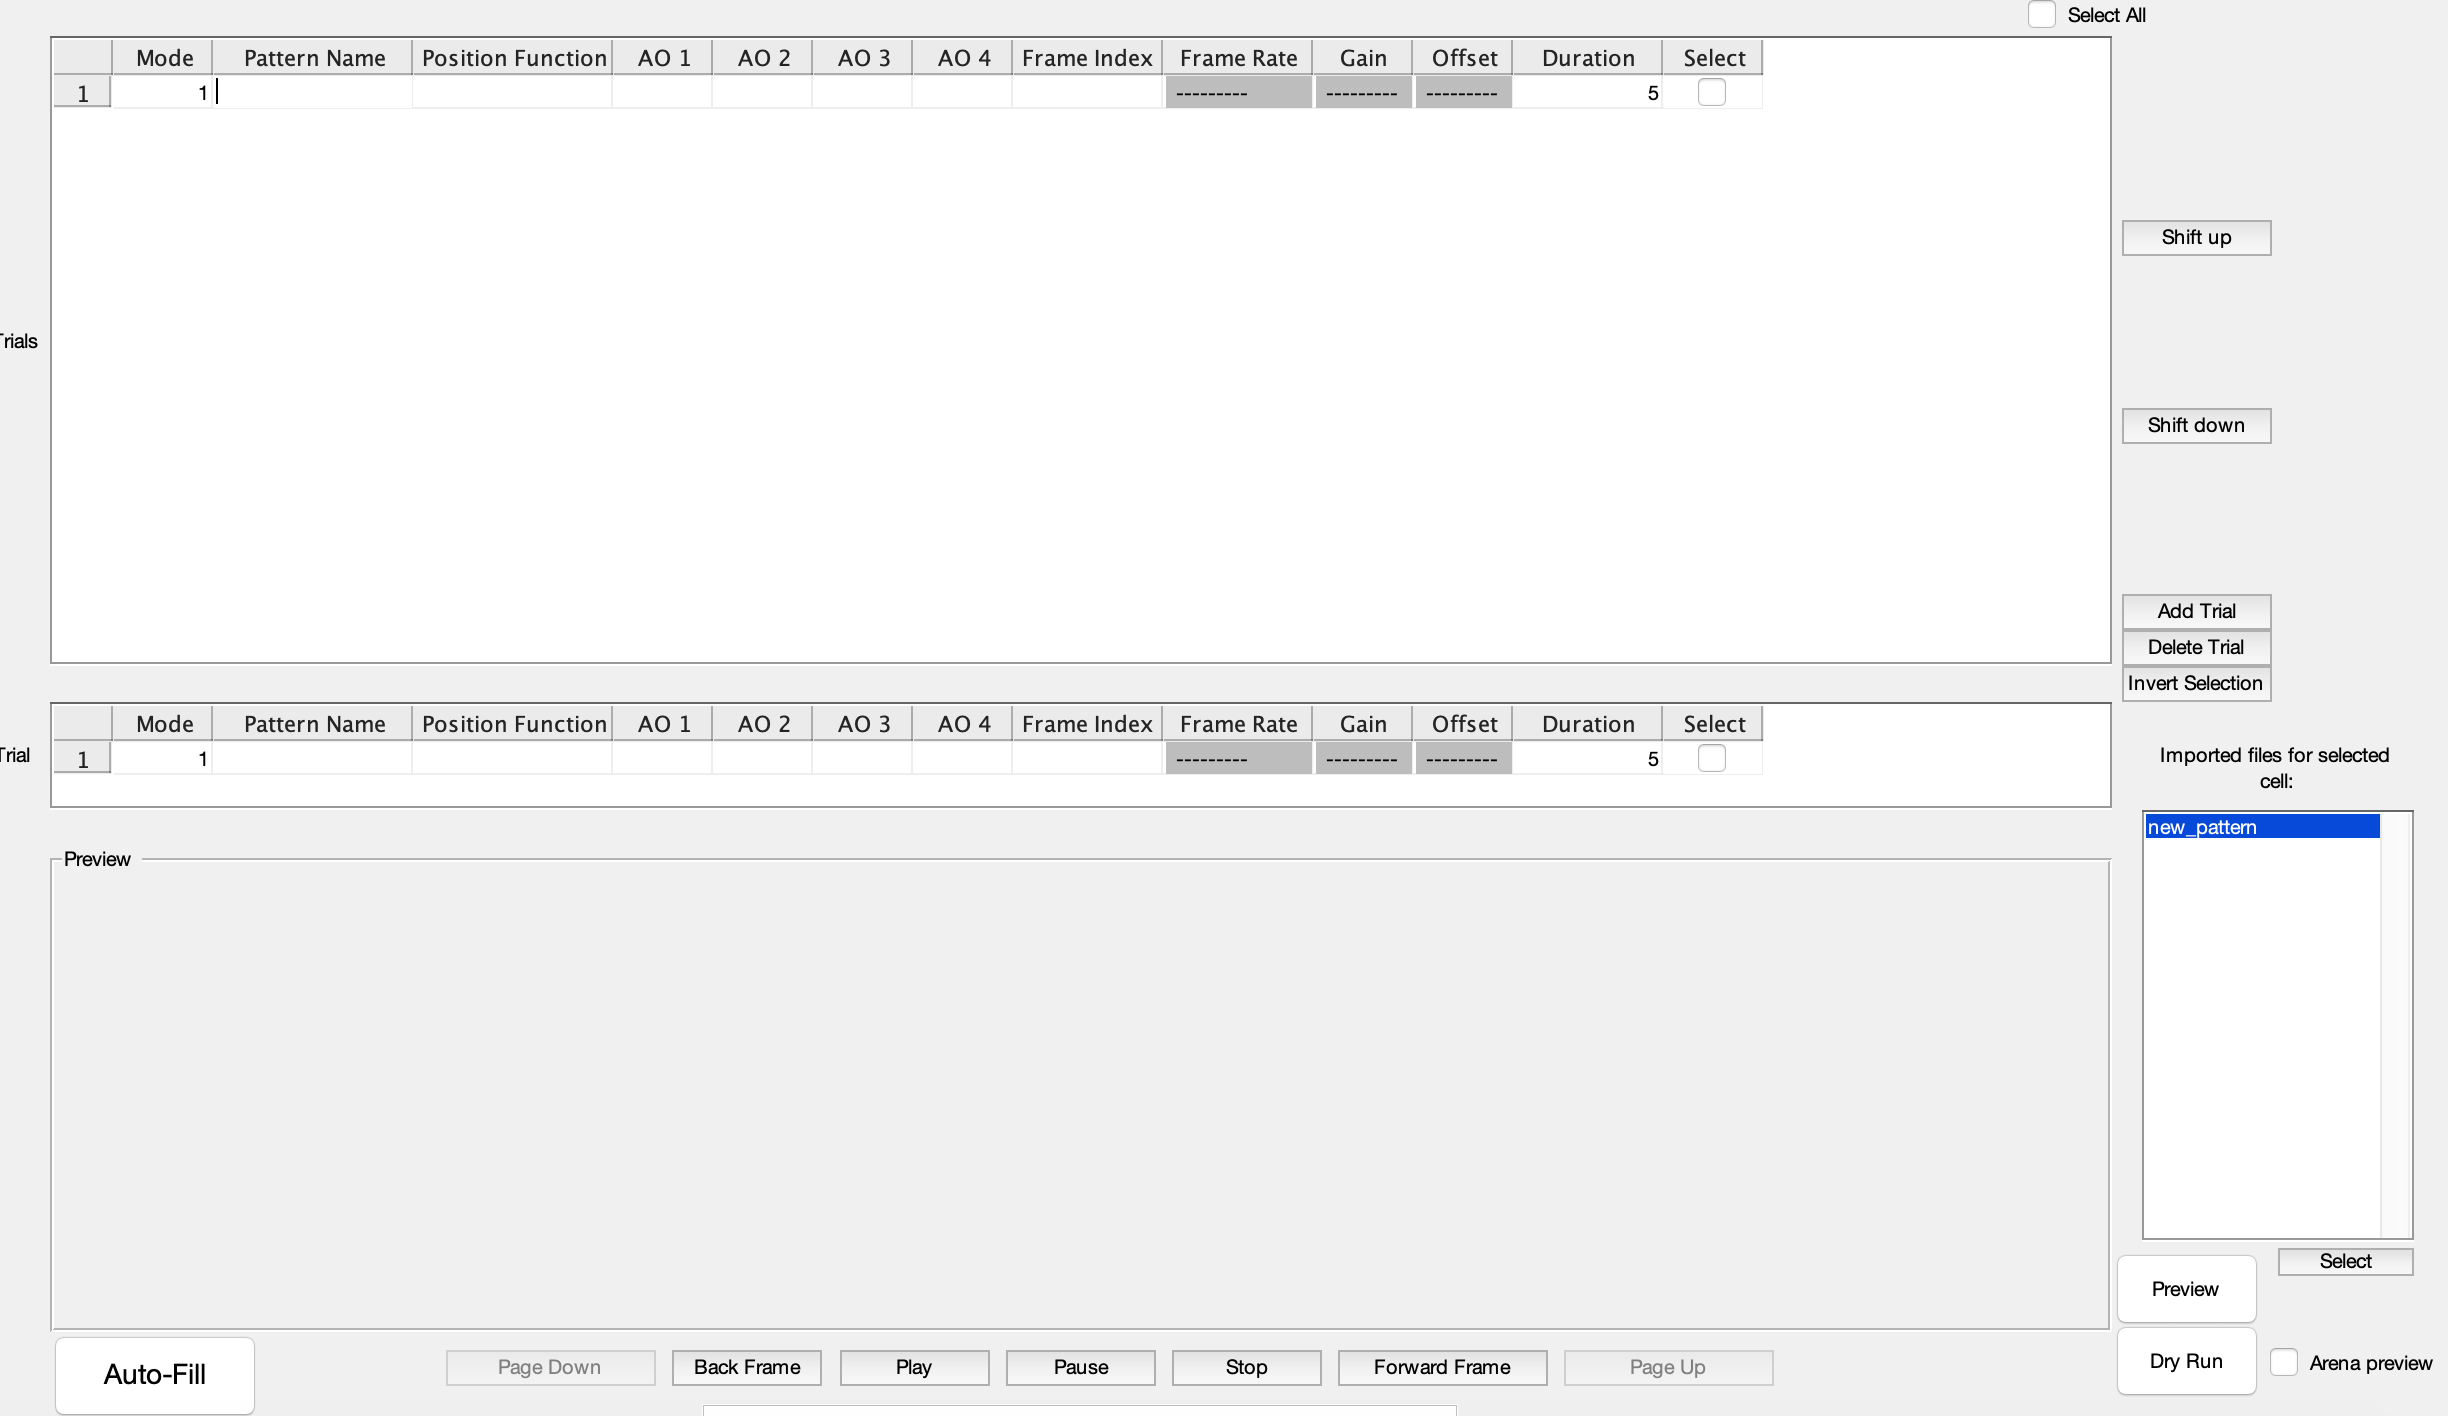 Select All
Mode Pattern Name Position Function AO 1 AO 2 AO 3 AO 4 Frame Index Frame Rate Gain Offset Duration Select
1 1 --------- --------- --------- 5
Shift up
Trials
Shift down
Add Trial
Delete Trial
Invert Selection
Mode Pattern Name Position Function AO 1 AO 2 AO 3 AO 4 Frame Index Frame Rate Gain Offset Duration Select
Trial
1 1 --------- --------- --------- 5
Imported files for selected
cell:
new_pattern
Preview
Select
Preview
Auto-Fill
Page Down Back Frame Play Pause Stop Forward Frame Page Up
Dry Run
Arena preview